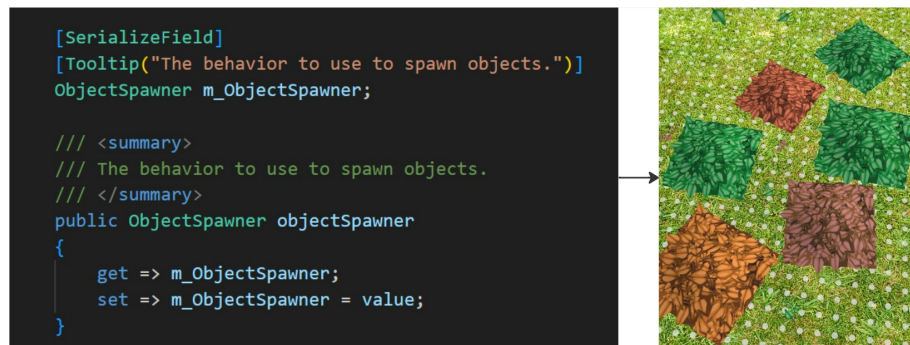 [SerializeField]
[Tooltip("The behavior to use to spawn objects.")]
ObjectSpawner m_ObjectSpawner;
/// <summary>
/// The behavior to use to spawn objects.
/// </summary>
public ObjectSpawner objectSpawner
{
get => m_ObjectSpawner;
set => m_ObjectSpawner = value;
}